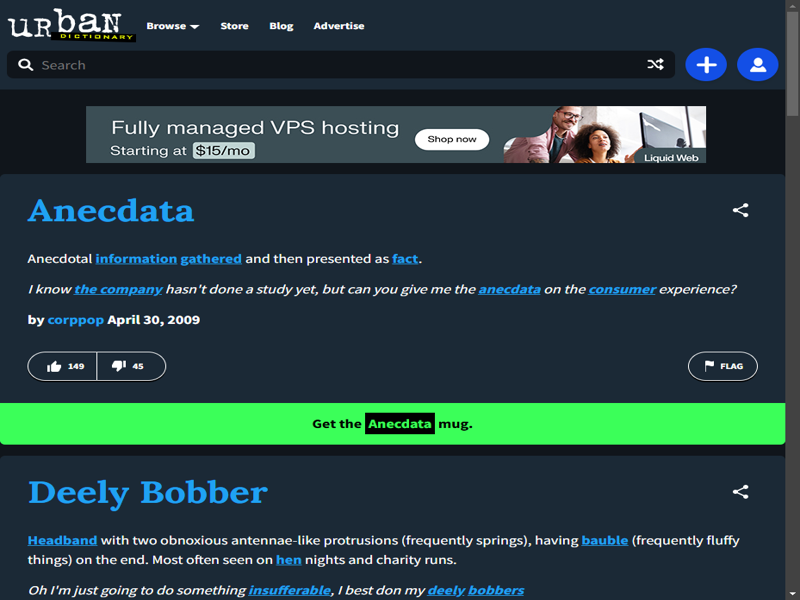 urban
DICTIONARY
Browse Store Blog Advertise
Search
Fully managed VPS hosting
Starting at $15/mo
Shop now
Liquid Web
Anecdata
Anecdotal information gathered and then presented as fact.
I know the company hasn't done a study yet, but can you give me the anecdata on the consumer experience?
by corppop April 30, 2009
149 45 FLAG
Get the Anecdata mug.
Deely Bobber
Headband with two obnoxious antennae-like protrusions (frequently springs), having bauble (frequently fluffy
things) on the end. Most often seen on hen nights and charity runs.
Oh I'm just going to do something insufferable, I best don my deely bobbers